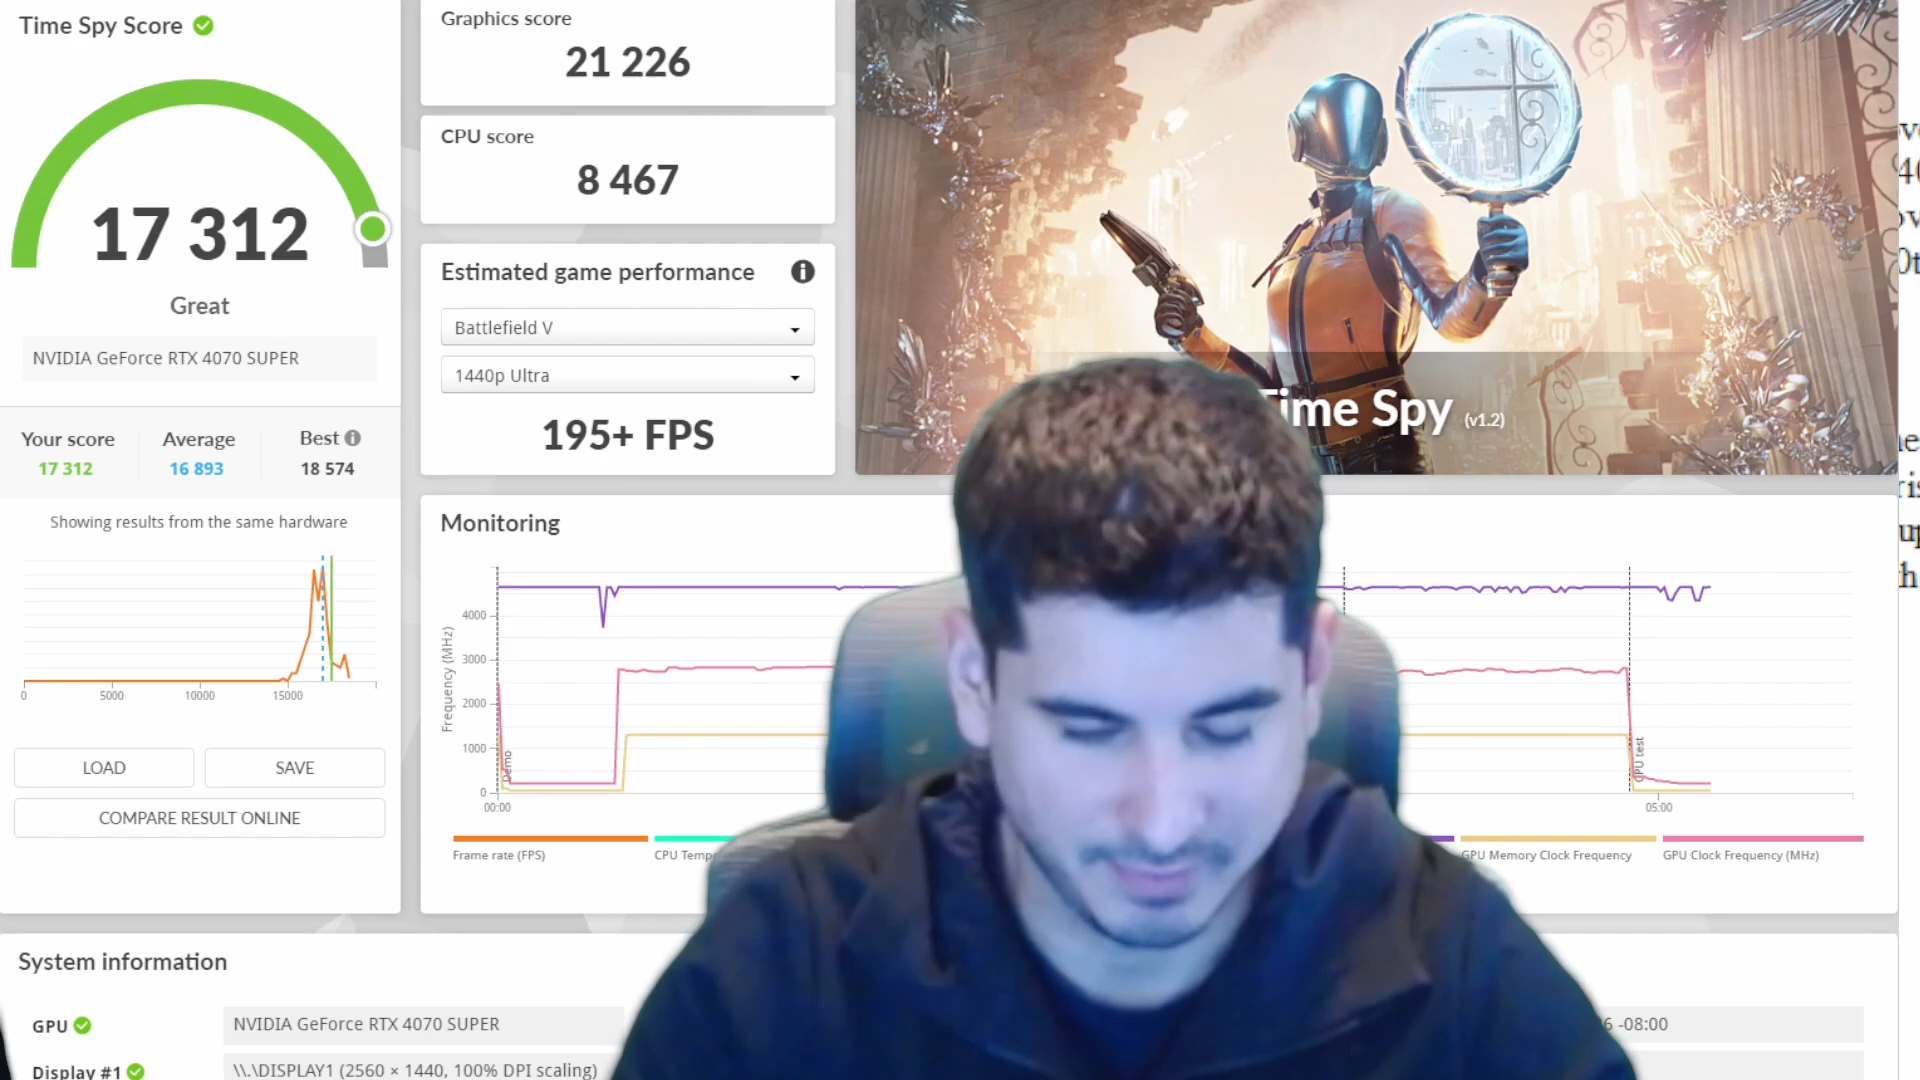 Time Spy Score
17 312
Great
NVIDIA GeForce RTX 4070 SUPER
Your score
Average
Best
17 312
16 893
18 574
Showing results from the same hardware
0
5000
10000
15000
LOAD
SAVE
COMPARE RESULT ONLINE
Graphics score
21 226
CPU score
8 467
Estimated game performance
Battlefield V
1440p Ultra
195+ FPS
Time Spy (v1.2)
Monitoring
Frequency (MHz)
4000
3000
2000
1000
0
Demo
CPU test
00:00
05:00
Frame rate (FPS)
CPU
GPU Memory Clock Frequency
GPU Clock Frequency (MHz)
System information
GPU
NVIDIA GeForce RTX 4070 SUPER
6 -08:00
Display #1
\\.\DISPLAY1 (2560 × 1440, 100% DPI scaling)